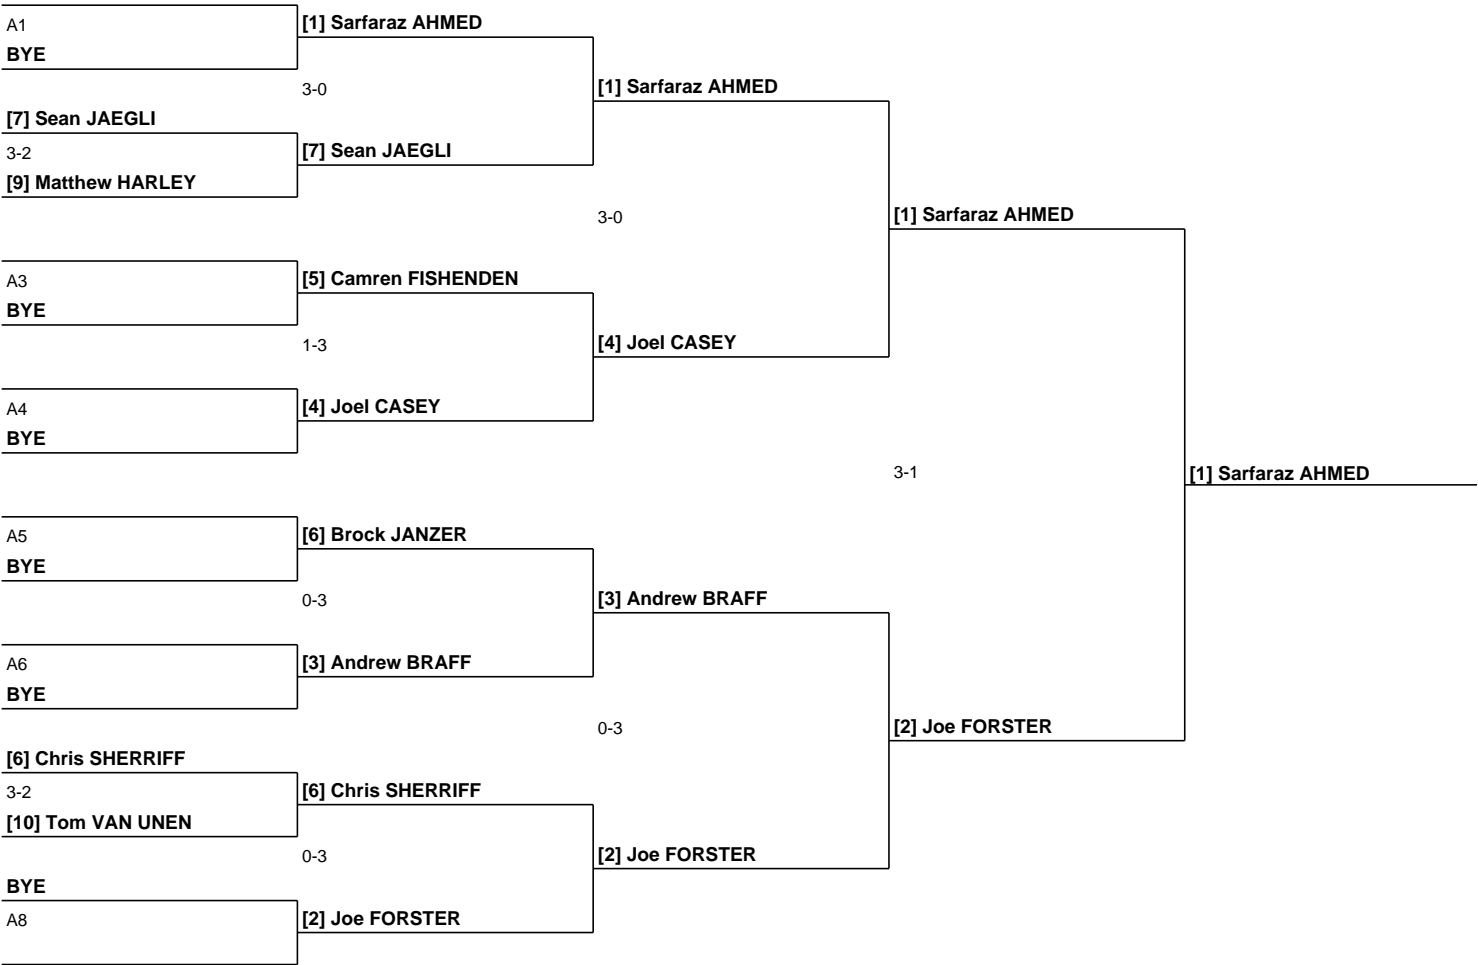 A1
BYE
[1] Sarfaraz AHMED
3-0
[7] Sean JAEGLI
3-2
[9] Matthew HARLEY
[7] Sean JAEGLI
[1] Sarfaraz AHMED
3-0
A3
BYE
[5] Camren FISHENDEN
1-3
A4
BYE
[4] Joel CASEY
[4] Joel CASEY
[1] Sarfaraz AHMED
3-1
[1] Sarfaraz AHMED
A5
BYE
[6] Brock JANZER
0-3
A6
BYE
[3] Andrew BRAFF
[3] Andrew BRAFF
0-3
[6] Chris SHERRIFF
3-2
[10] Tom VAN UNEN
[6] Chris SHERRIFF
0-3
BYE
A8
[2] Joe FORSTER
[2] Joe FORSTER
[2] Joe FORSTER